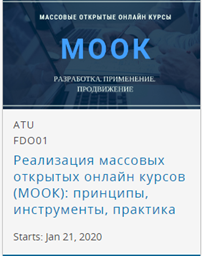 МАССОВЫЕ ОТКРЫТЫЕ ОНЛАЙН КУРСЫ
МООК
РАЗРАБОТКА, ПРИМЕНЕНИЕ,
ПРОДВИЖЕНИЕ
ATU
FDO01
Реализация массовых
открытых онлайн курсов
(МООК): принципы,
инструменты, практика
Starts: Jan 21, 2020